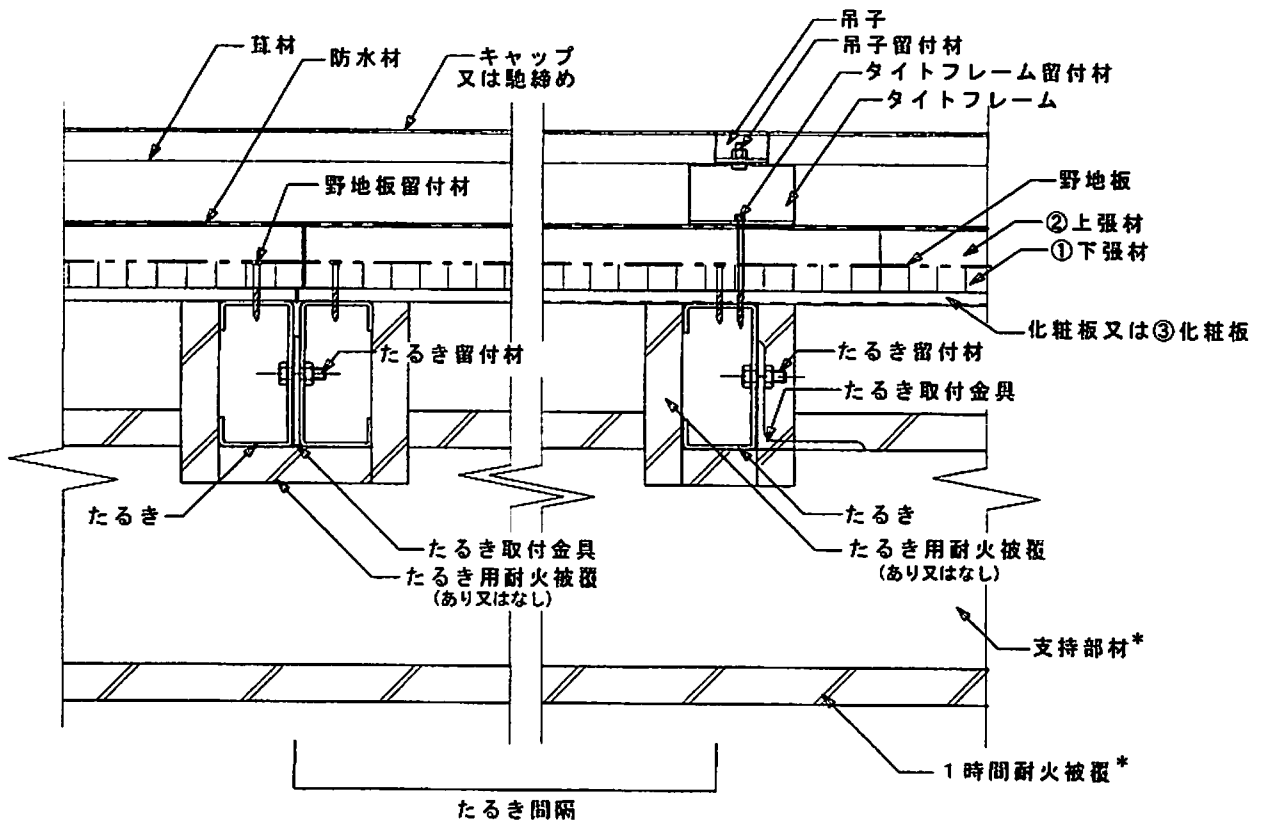 吊子
吊子留付材
タイトフレーム留付材
タイトフレーム
葺材
防水材
キャップ
又は馳締め
野地板留付材
野地板
②上張材
①下張材
化粧板又は③化粧板
たるき留付材
たるき留付材
たるき取付金具
たるき
たるき
たるき取付金具
たるき用耐火被覆
(あり又はなし)
たるき用耐火被覆
(あり又はなし)
支持部材*
1時間耐火被覆*
たるき間隔